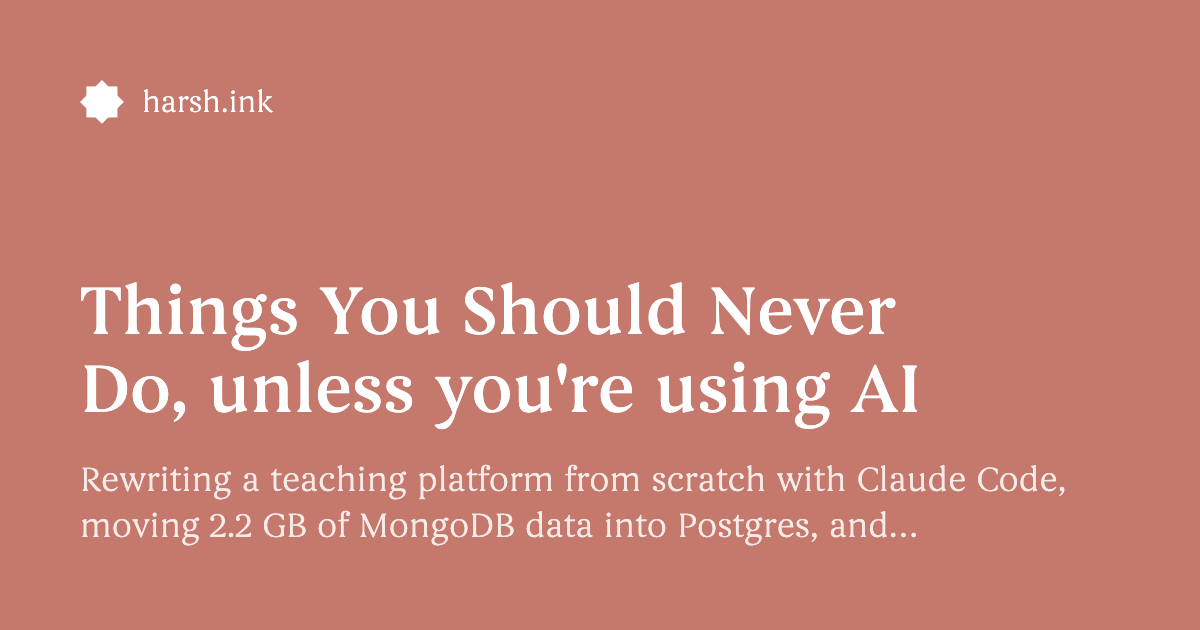 harsh.ink
Things You Should Never
Do, unless you're using AI
Rewriting a teaching platform from scratch with Claude Code,
moving 2.2 GB of MongoDB data into Postgres, and...